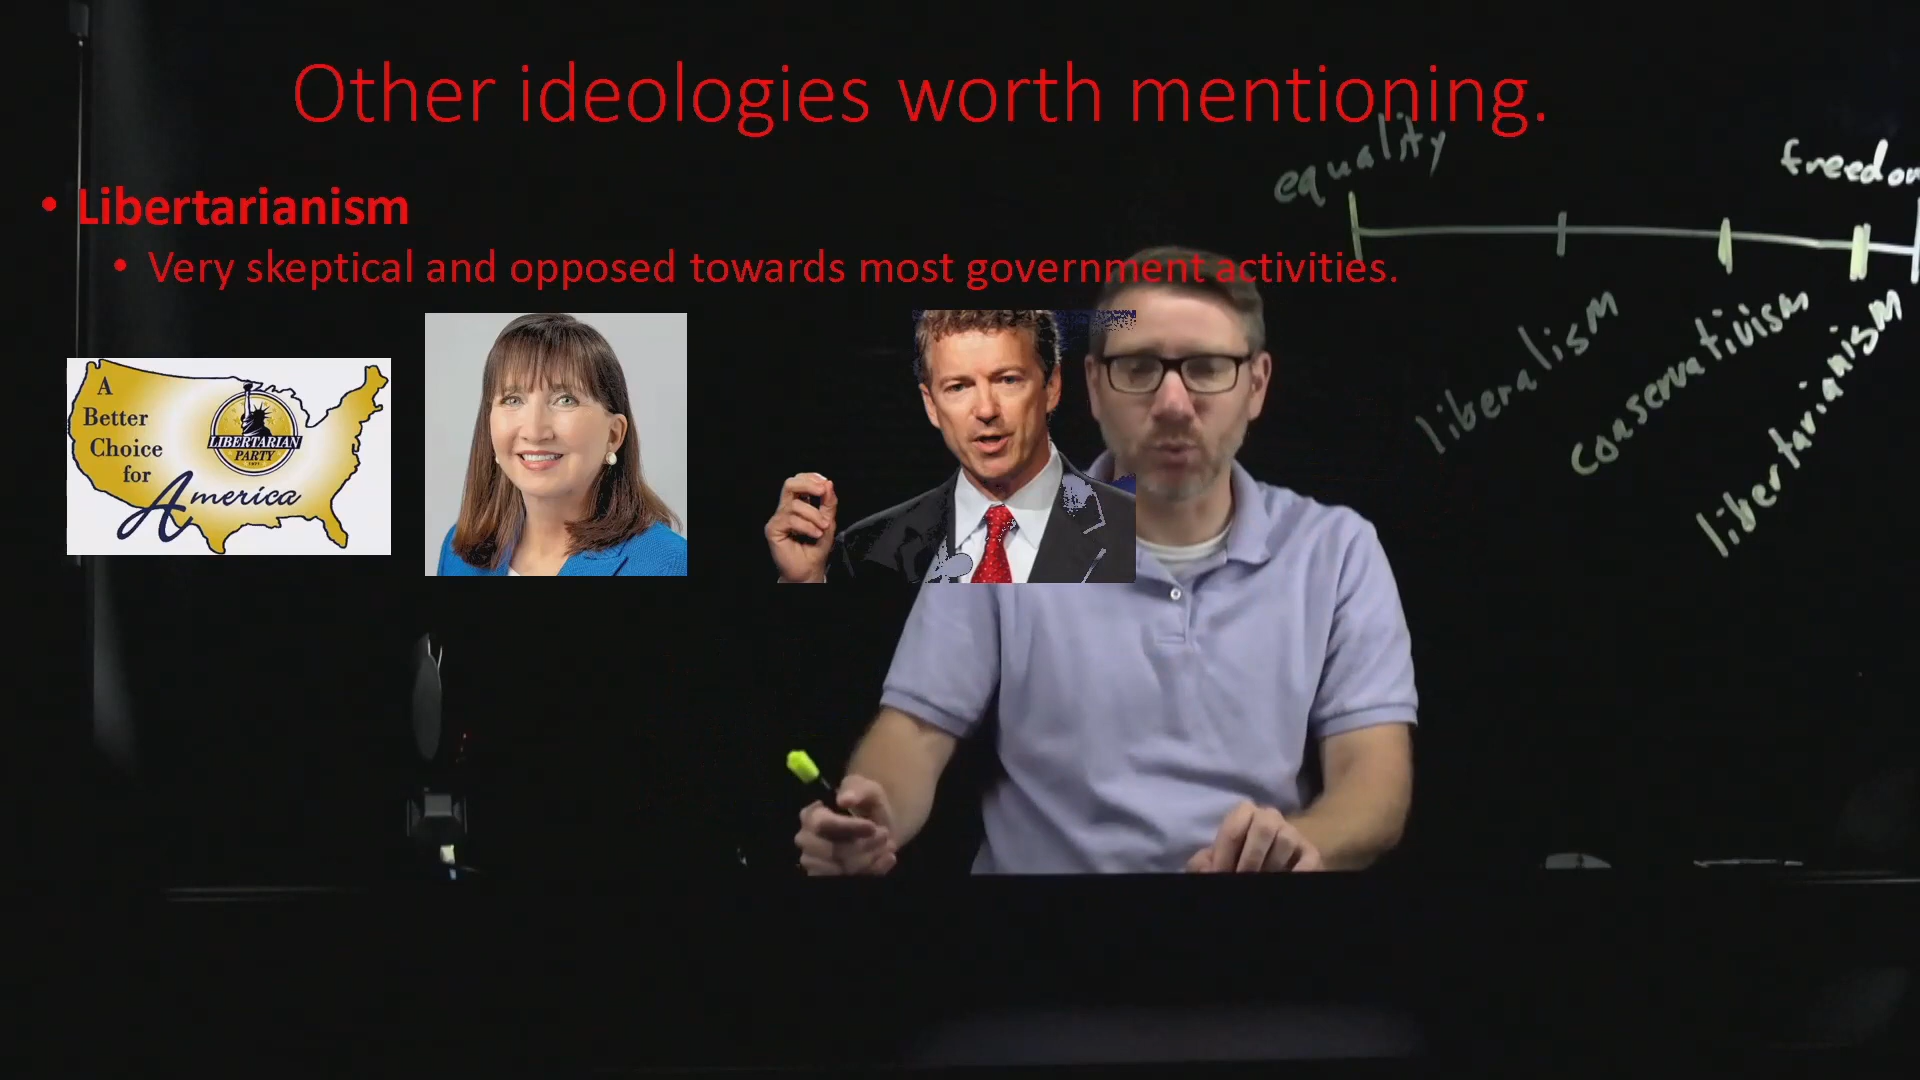 Other ideologies worth mentioning.
equality
freedom
• Libertarianism
• Very skeptical and opposed towards most government activities.
liberalism
conservativism
libertarianism
A
Better
Choice
for
America
LIBERTARIAN
PARTY